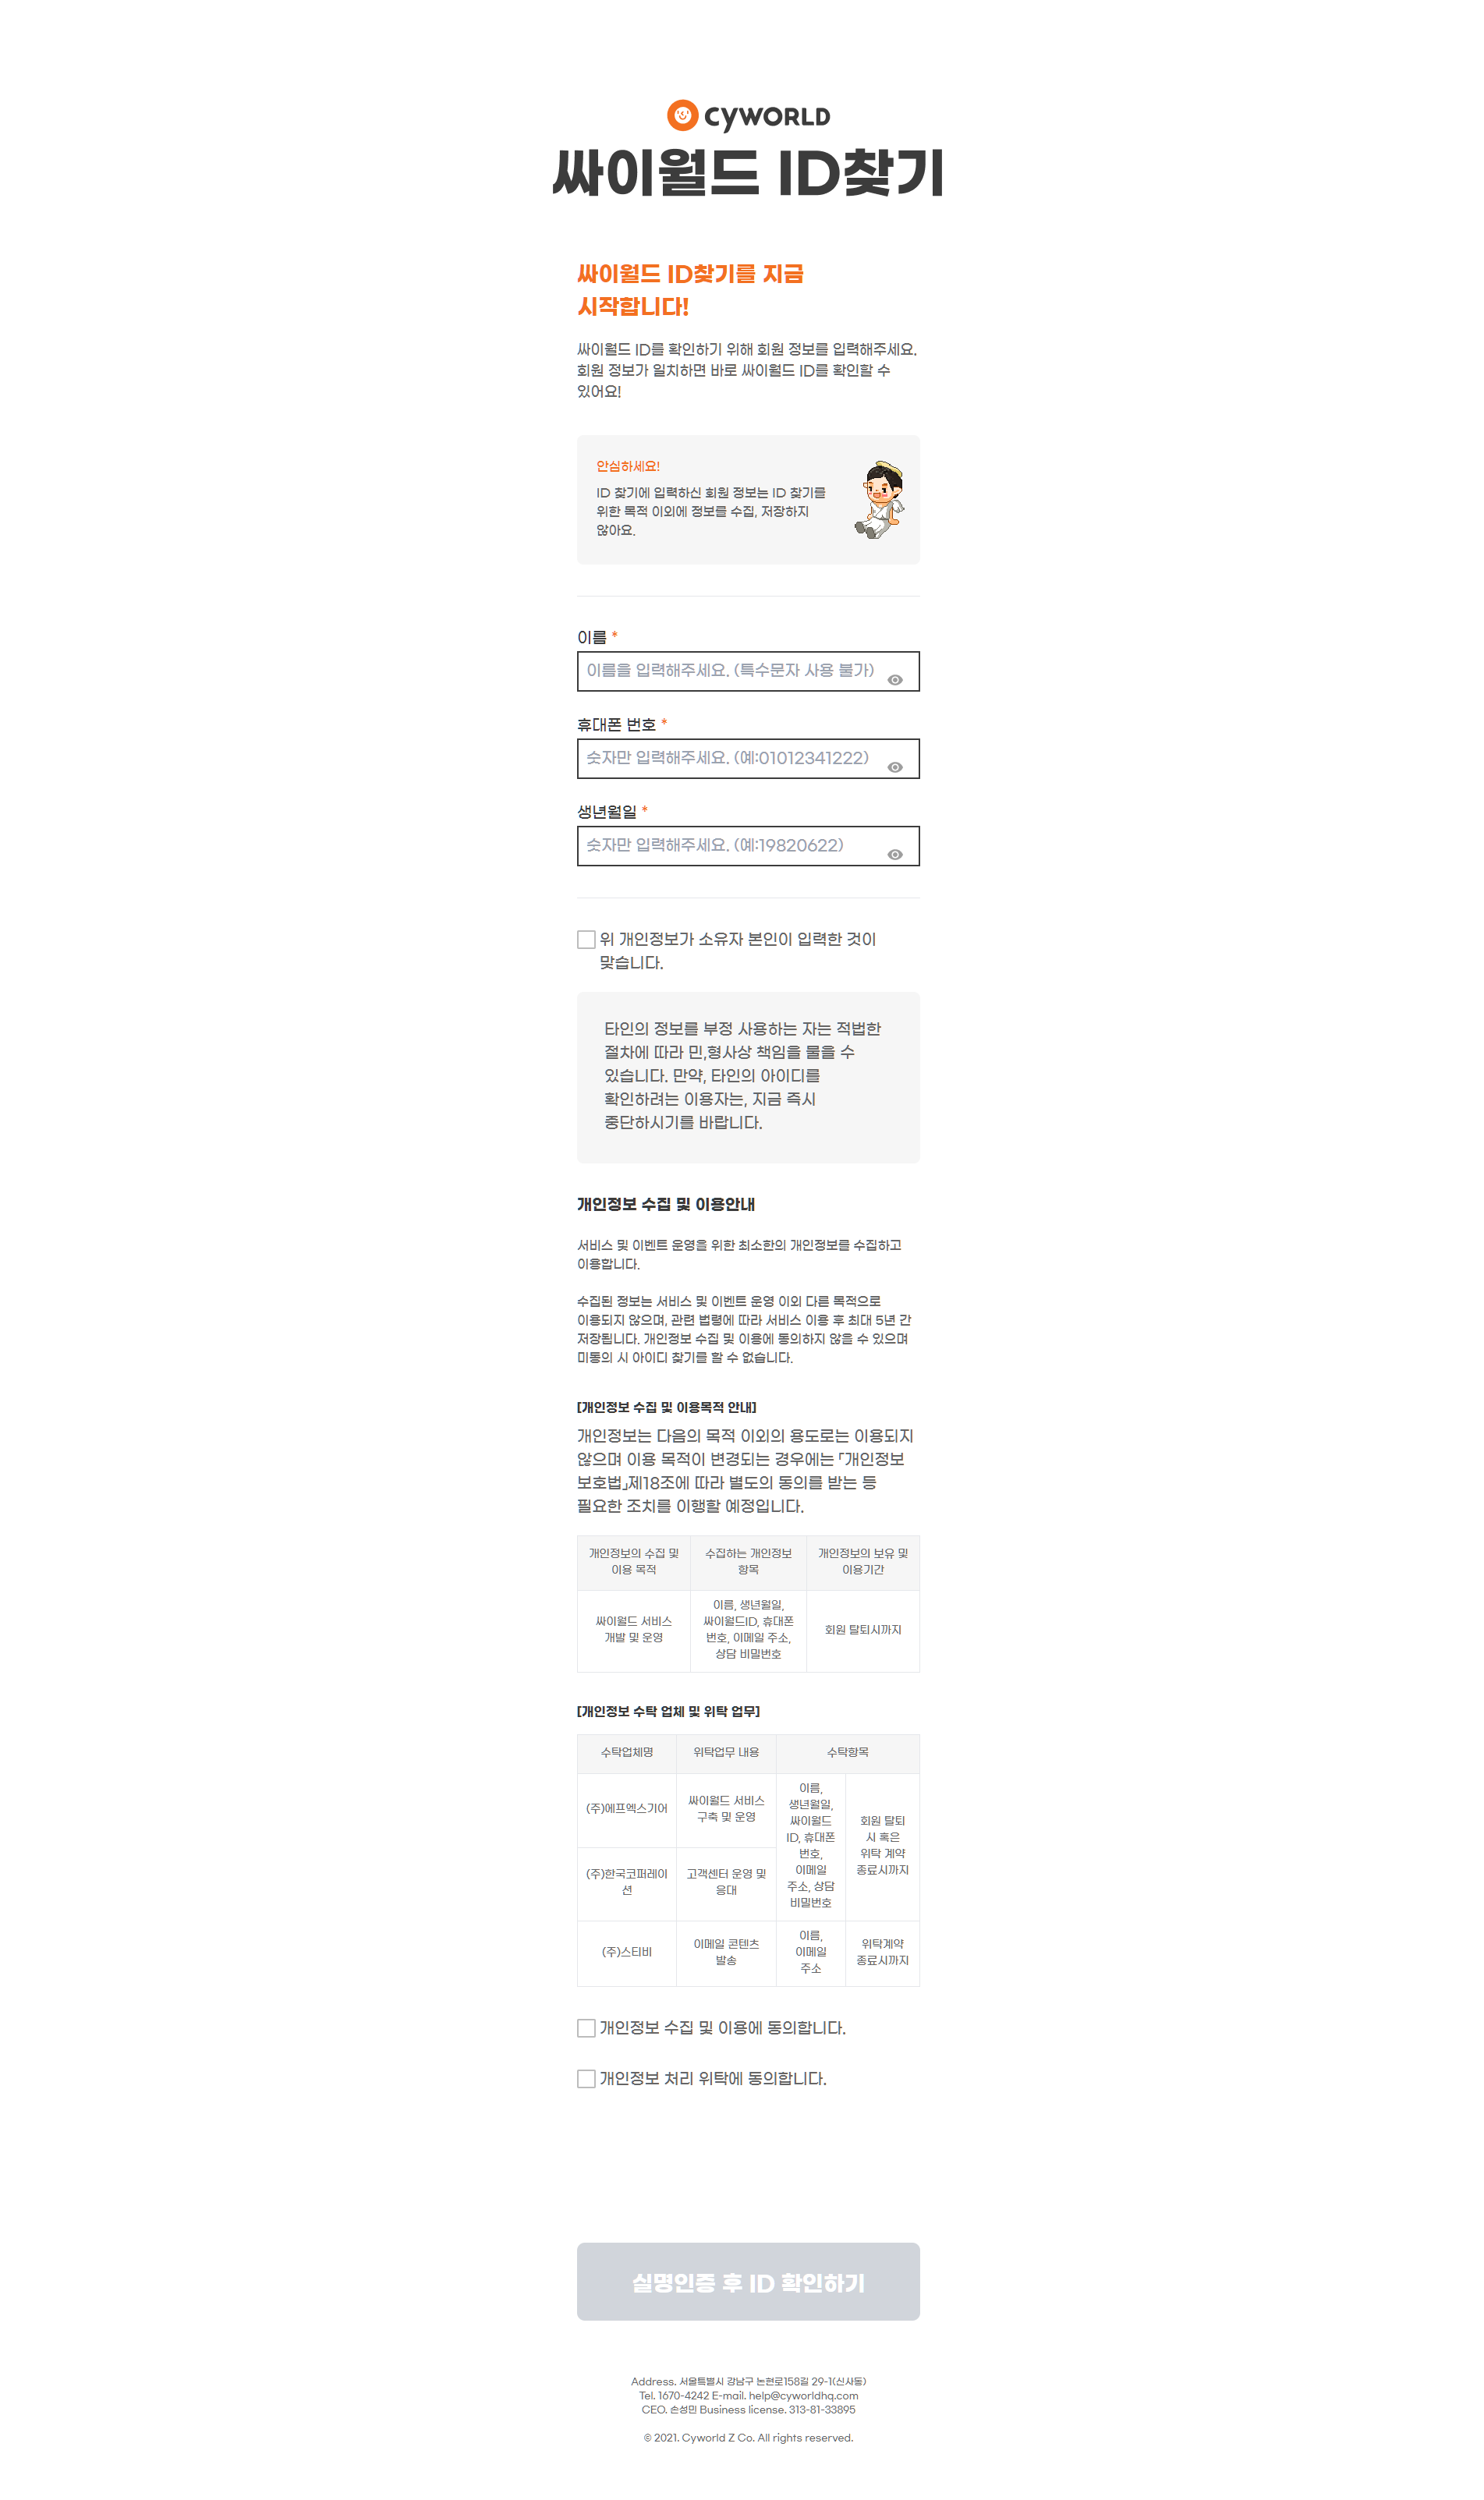 CYWORLD
싸이월드 ID찾기
싸이월드 ID찾기를 지금
시작합니다!
싸이월드 ID를 확인하기 위해 회원 정보를 입력해주세요.
회원 정보가 일치하면 바로 싸이월드 ID를 확인할 수
있어요!
안심하세요!
ID 찾기에 입력하신 회원 정보는 ID 찾기를
위한 목적 이외에 정보를 수집, 저장하지
않아요.
이름 *
이름을 입력해주세요. (특수문자 사용 불가)
휴대폰 번호 *
숫자만 입력해주세요. (예:01012341222)
생년월일 *
숫자만 입력해주세요. (예:19820622)
위 개인정보가 소유자 본인이 입력한 것이
맞습니다.
타인의 정보를 부정 사용하는 자는 적법한
절차에 따라 민,형사상 책임을 물을 수
있습니다. 만약, 타인의 아이디를
확인하려는 이용자는, 지금 즉시
중단하시기를 바랍니다.
개인정보 수집 및 이용안내
서비스 및 이벤트 운영을 위한 최소한의 개인정보를 수집하고
이용합니다.
수집된 정보는 서비스 및 이벤트 운영 이외 다른 목적으로
이용되지 않으며, 관련 법령에 따라 서비스 이용 후 최대 5년 간
저장됩니다. 개인정보 수집 및 이용에 동의하지 않을 수 있으며
미동의 시 아이디 찾기를 할 수 없습니다.
[개인정보 수집 및 이용목적 안내]
개인정보는 다음의 목적 이외의 용도로는 이용되지
않으며 이용 목적이 변경되는 경우에는 「개인정보
보호법」제18조에 따라 별도의 동의를 받는 등
필요한 조치를 이행할 예정입니다.
개인정보의 수집 및
이용 목적
수집하는 개인정보
항목
개인정보의 보유 및
이용기간
싸이월드 서비스
개발 및 운영
이름, 생년월일,
싸이월드ID, 휴대폰
번호, 이메일 주소,
상담 비밀번호
회원 탈퇴시까지
[개인정보 수탁 업체 및 위탁 업무]
수탁업체명
위탁업무 내용
수탁항목
(주)에프엑스기어
싸이월드 서비스
구축 및 운영
이름,
생년월일,
싸이월드
ID, 휴대폰
번호,
이메일
주소, 상담
비밀번호
회원 탈퇴
시 혹은
위탁 계약
종료시까지
(주)한국코퍼레이
션
고객센터 운영 및
응대
(주)스티비
이메일 콘텐츠
발송
이름,
이메일
주소
위탁계약
종료시까지
개인정보 수집 및 이용에 동의합니다.
개인정보 처리 위탁에 동의합니다.
실명인증 후 ID 확인하기
Address. 서울특별시 강남구 논현로158길 29-1(신사동)
Tel. 1670-4242 E-mail. help@cyworldhq.com
CEO. 손성민 Business license. 313-81-33895
© 2021. Cyworld Z Co. All rights reserved.